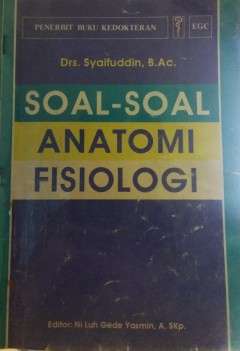 PENERBIT BUKU KEDOKTERAN EGC
Drs. Syaifuddin, B.Ac.
SOAL-SOAL
ANATOMI
FISIOLOGi
Editor: Ni Luh Gede Yasmin, A, SKp.